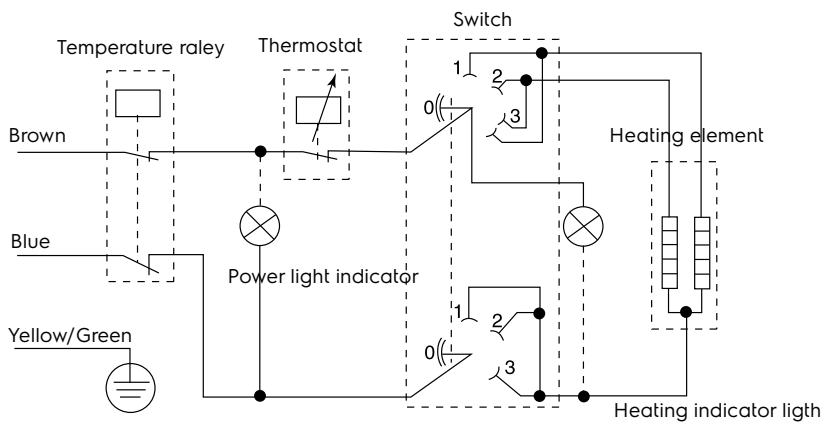 Switch
Temperature raley
Thermostat
1
2
0
3
Brown
Heating element
Blue
Power light indicator
1
2
Yellow/Green
0
3
Heating indicator ligth